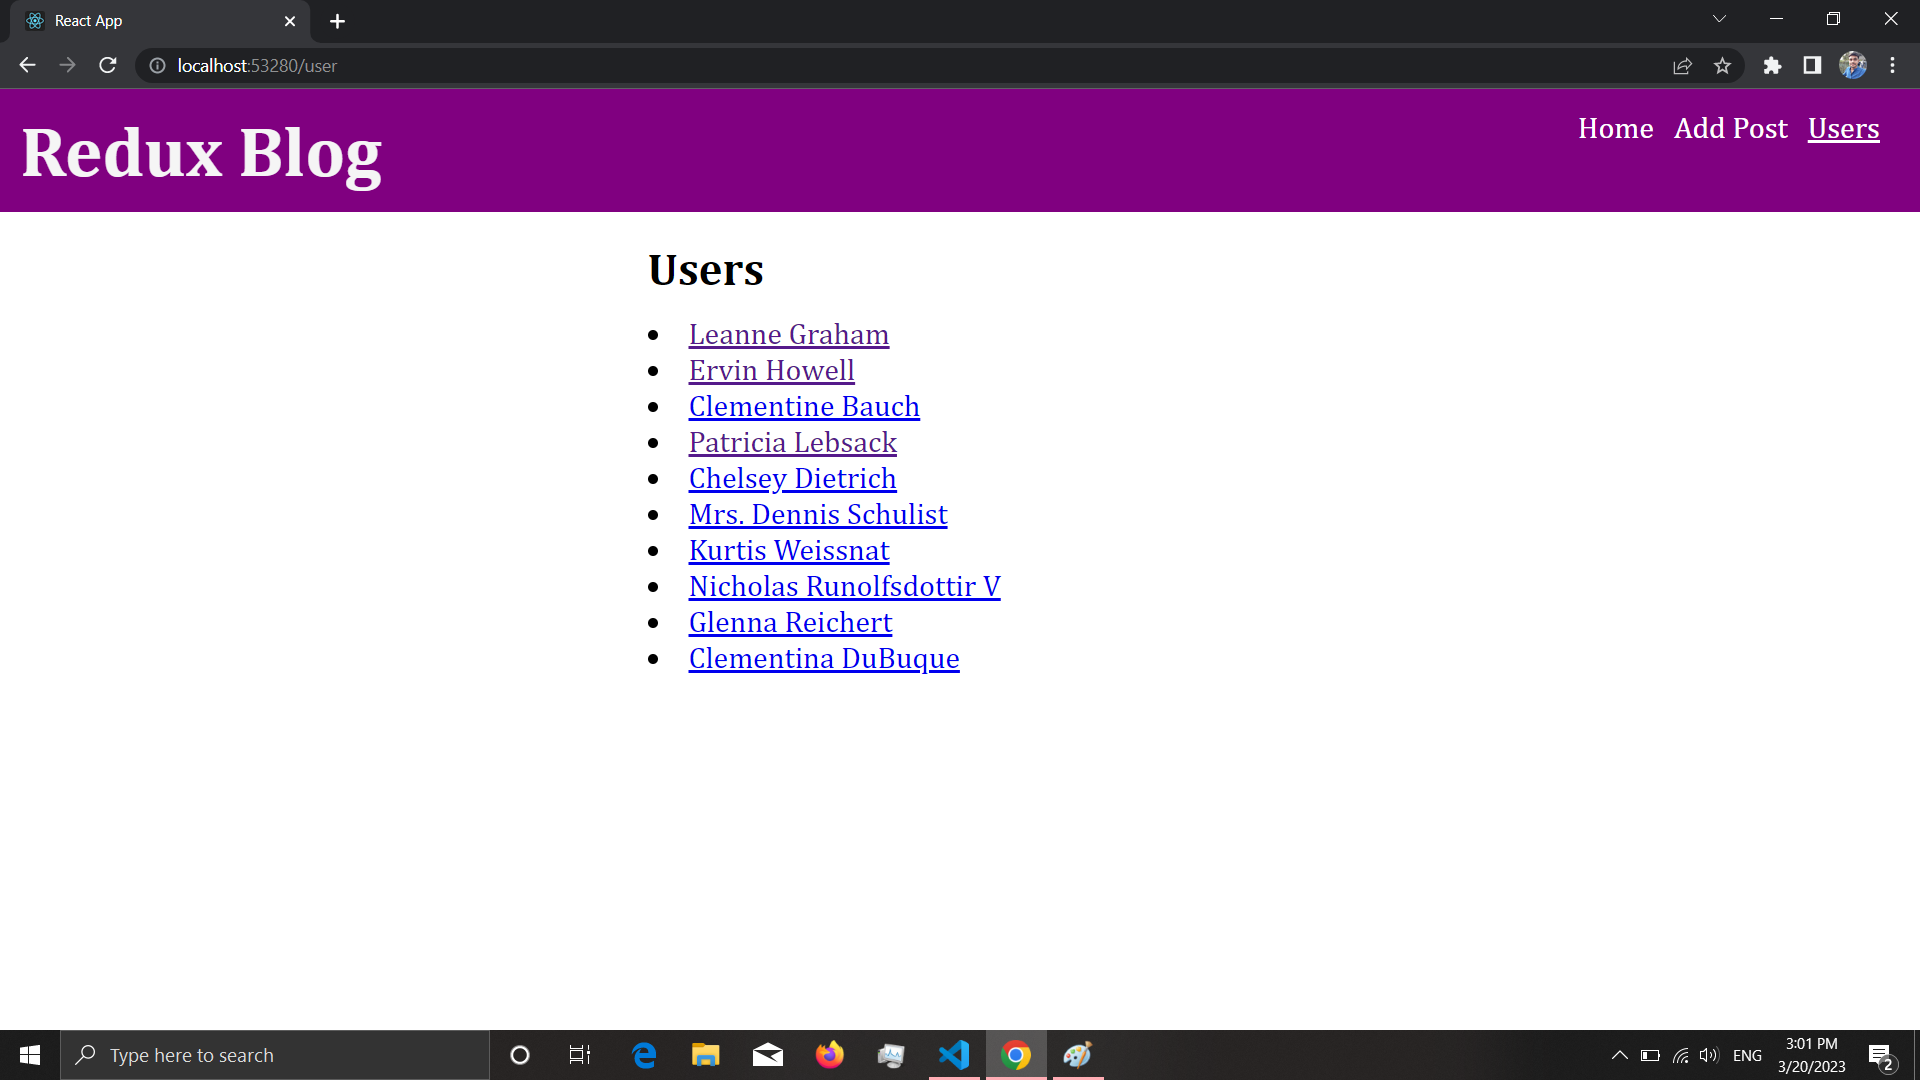 React App
localhost:53280/user
Redux Blog
Home Add Post Users
Users
Leanne Graham
Ervin Howell
Clementine Bauch
Patricia Lebsack
Chelsey Dietrich
Mrs. Dennis Schulist
Kurtis Weissnat
Nicholas Runolfsdottir V
Glenna Reichert
Clementina DuBuque
Type here to search
ENG
3:01 PM
3/20/2023
2